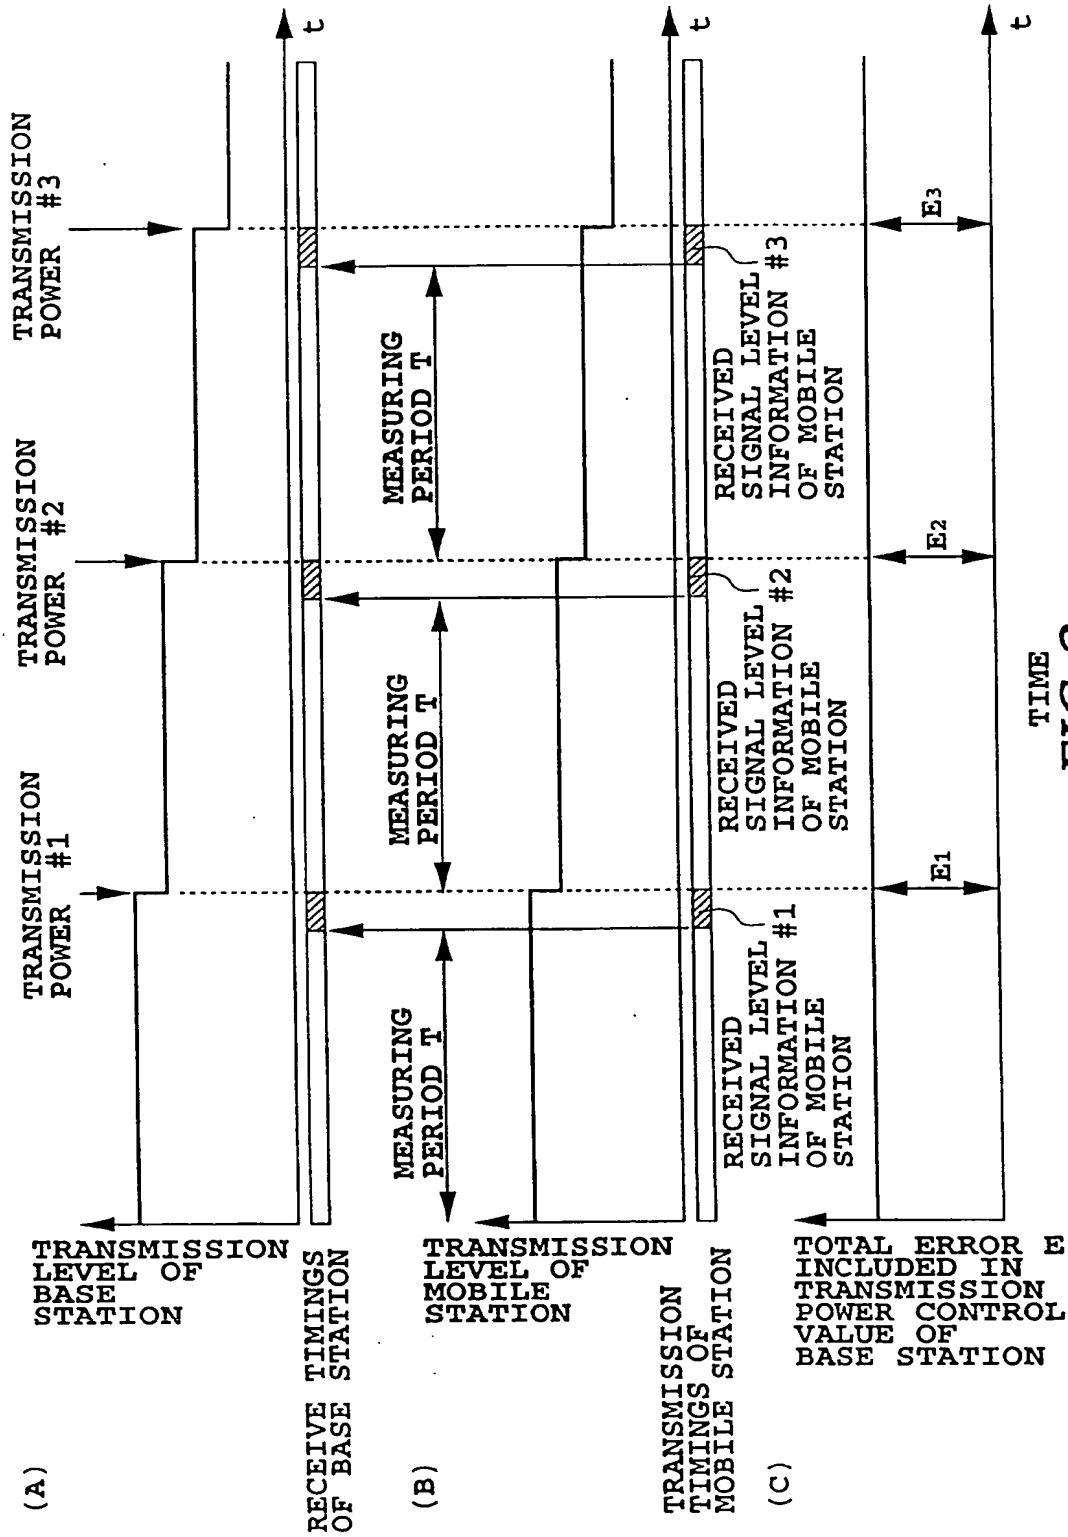 (A)
TRANSMISSION
LEVEL OF
BASE
STATION
TRANSMISSION
POWER #1
TRANSMISSION
POWER #2
TRANSMISSION
POWER #3
t
RECEIVE TIMINGS
OF BASE STATION
MEASURING
PERIOD T
MEASURING
PERIOD T
MEASURING
PERIOD T
(B)
TRANSMISSION
LEVEL OF
MOBILE
STATION
t
TRANSMISSION
TIMINGS OF
MOBILE STATION
RECEIVED
SIGNAL LEVEL
INFORMATION #1
OF MOBILE
STATION
RECEIVED
SIGNAL LEVEL
INFORMATION #2
OF MOBILE
STATION
RECEIVED
SIGNAL LEVEL
INFORMATION #3
OF MOBILE
STATION
(C)
TOTAL ERROR E
INCLUDED IN
TRANSMISSION
POWER CONTROL
VALUE OF
BASE STATION
E1
E2
E3
t
TIME